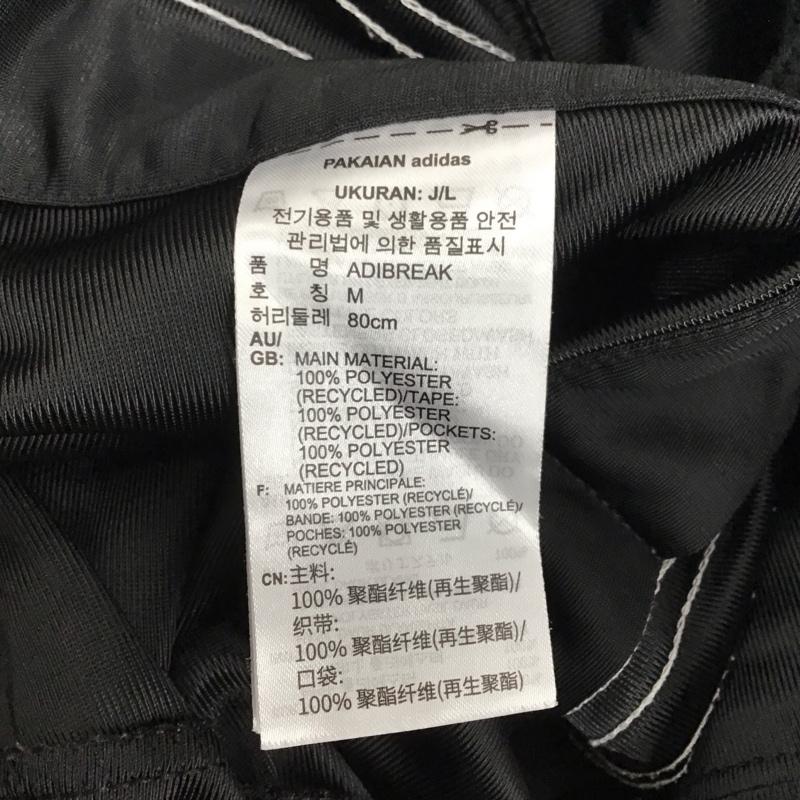 PAKAIAN adidas
UKURAN: J/L
전기용품 및 생활용품 안전
관리법에 의한 품질표시
품 명 ADIBREAK
호 칭 M
허리둘레 80cm
AU/
GB: MAIN MATERIAL:
100% POLYESTER
(RECYCLED)/TAPE:
100% POLYESTER
(RECYCLED)/POCKETS:
100% POLYESTER
(RECYCLED)
F: MATIERE PRINCIPALE:
100% POLYESTER (RECYCLÉ)/
BANDE: 100% POLYESTER (RECYCLÉ)/
POCHES: 100% POLYESTER
(RECYCLÉ)
CN: 主料:
100% 聚酯纤维(再生聚酯)/
织带:
100% 聚酯纤维(再生聚酯)/
口袋:
100% 聚酯纤维(再生聚酯)